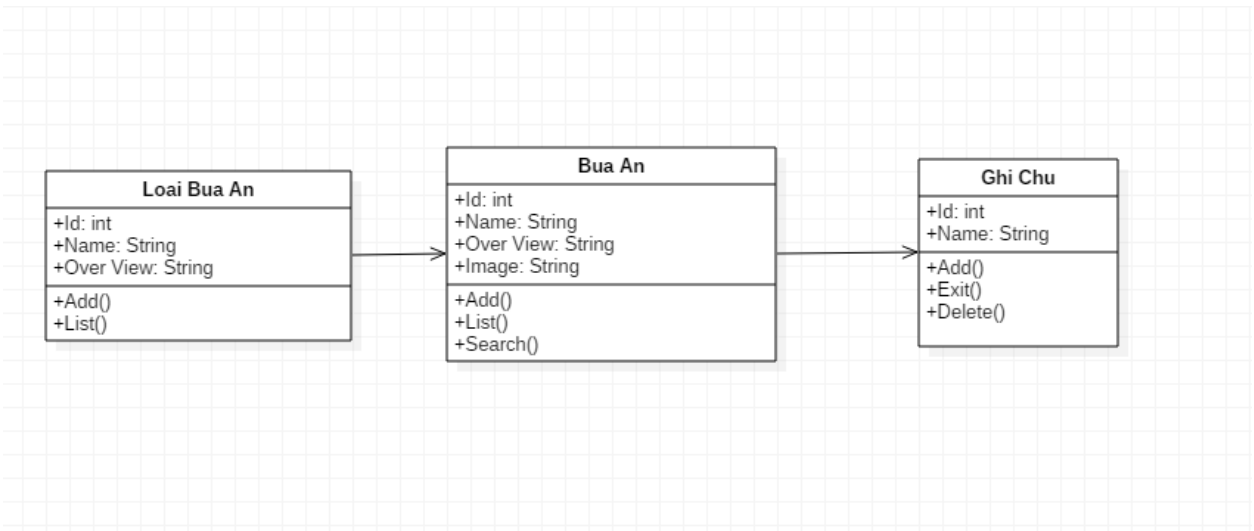 Loai Bua An
+Id: int
+Name: String
+Over View: String
+Add()
+List()
Bua An
+Id: int
+Name: String
+Over View: String
+Image: String
+Add()
+List()
+Search()
Ghi Chu
+Id: int
+Name: String
+Add()
+Exit()
+Delete()